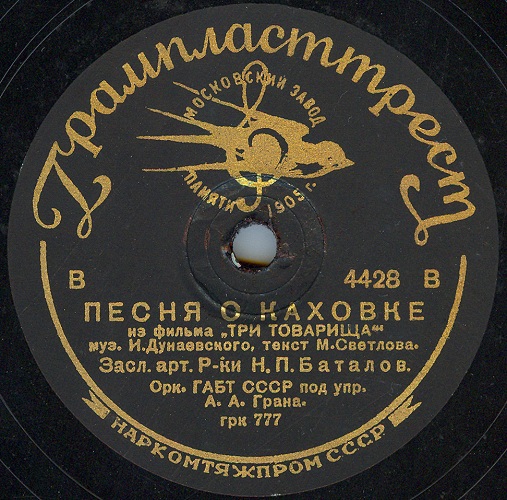 Грампласттрест
МОСКОВСКИЙ ЗАВОД
ПАМЯТИ 1905 г.
В 4428 В
ПЕСНЯ О КАХОВКЕ
из фильма „ТРИ ТОВАРИЩА"
муз. И.Дунаевского, текст М.Светлова.
Засл. арт. Р-ки Н.П.Баталов.
Орк. ГАБТ СССР под упр.
А. А. Грана.
грк 777
НАРКОМТЯЖПРОМ СССР